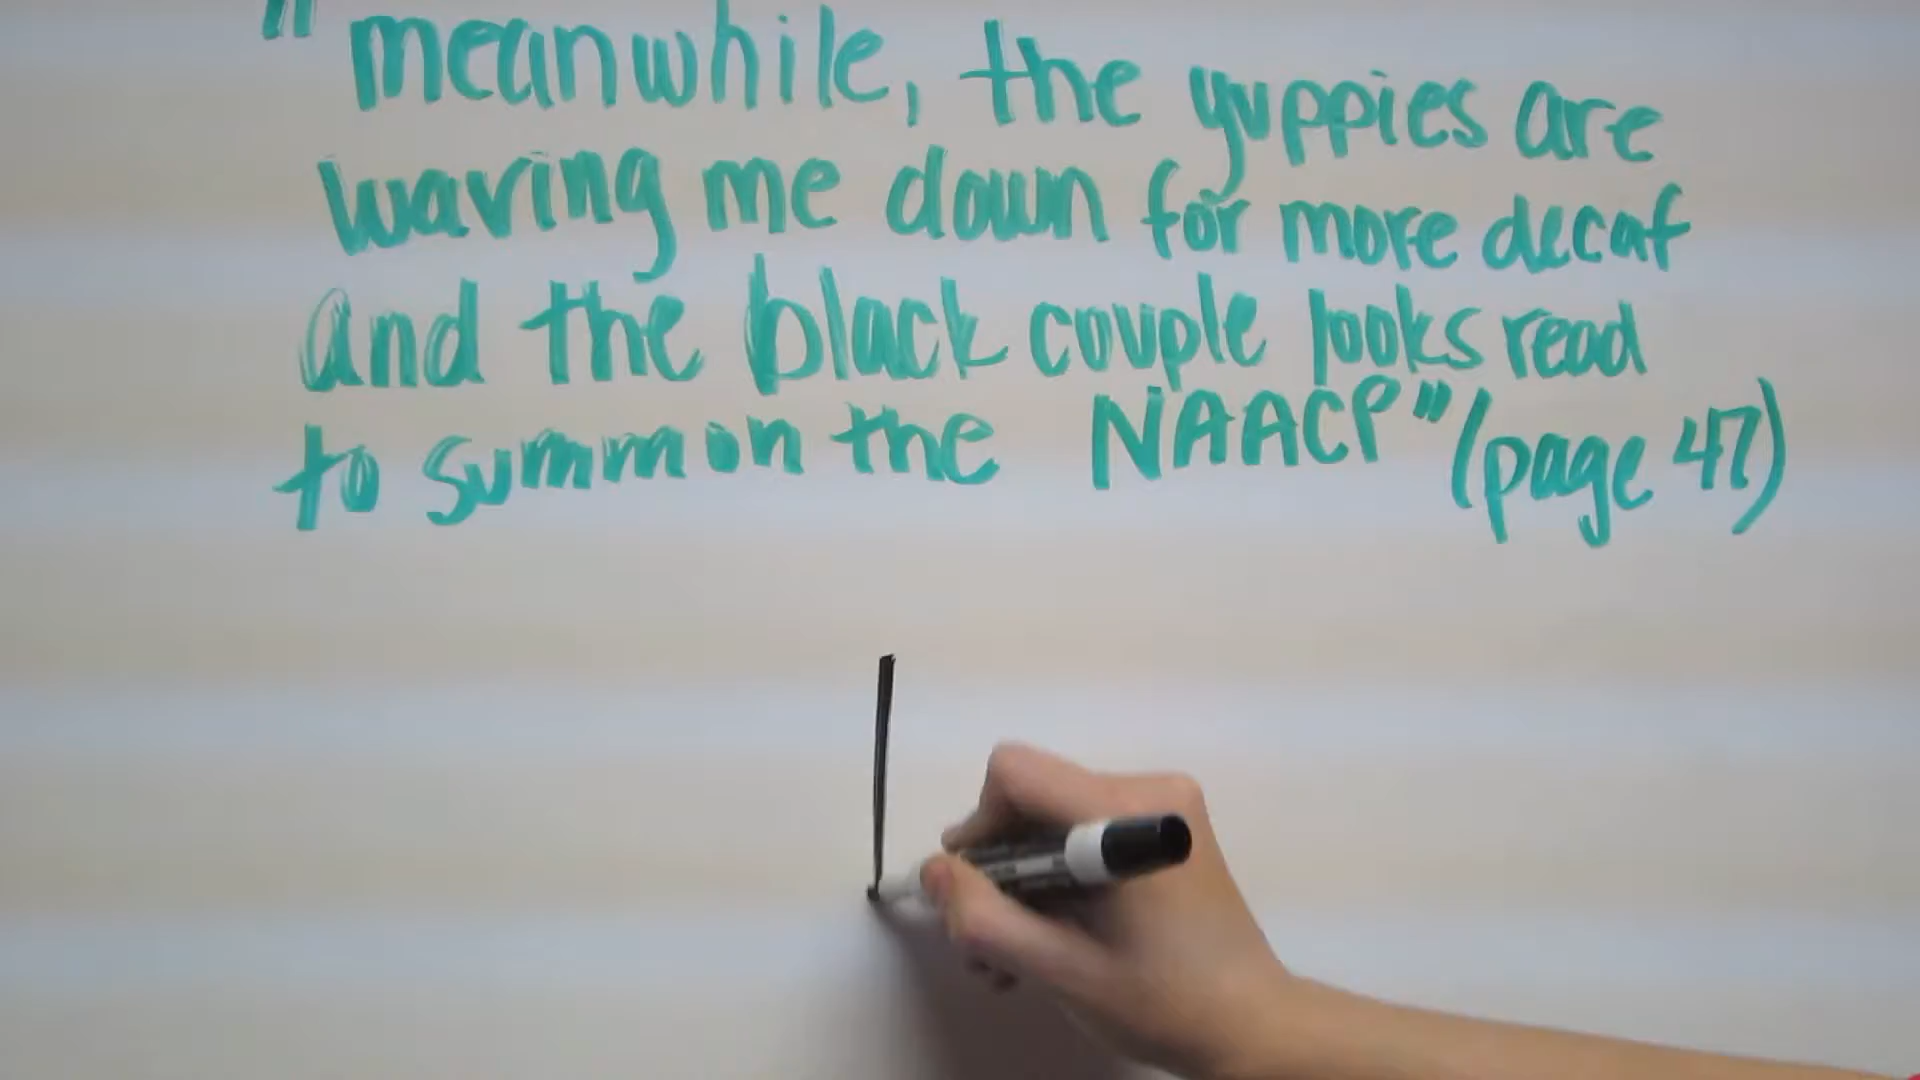 "meanwhile, the yuppies are
waving me down for more decaf
and the black couple looks read
to summon the NAACP" (page 47)